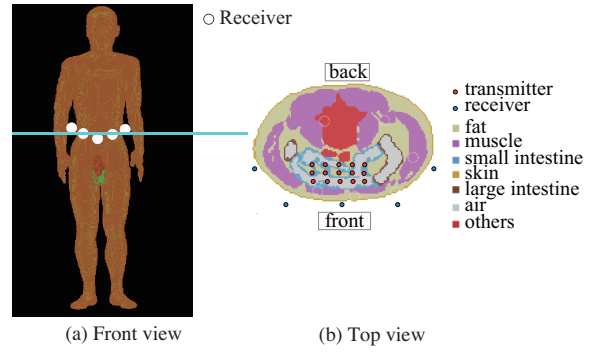 Receiver
back
transmitter
receiver
fat
muscle
small intestine
skin
large intestine
air
others
front
(a) Front view
(b) Top view